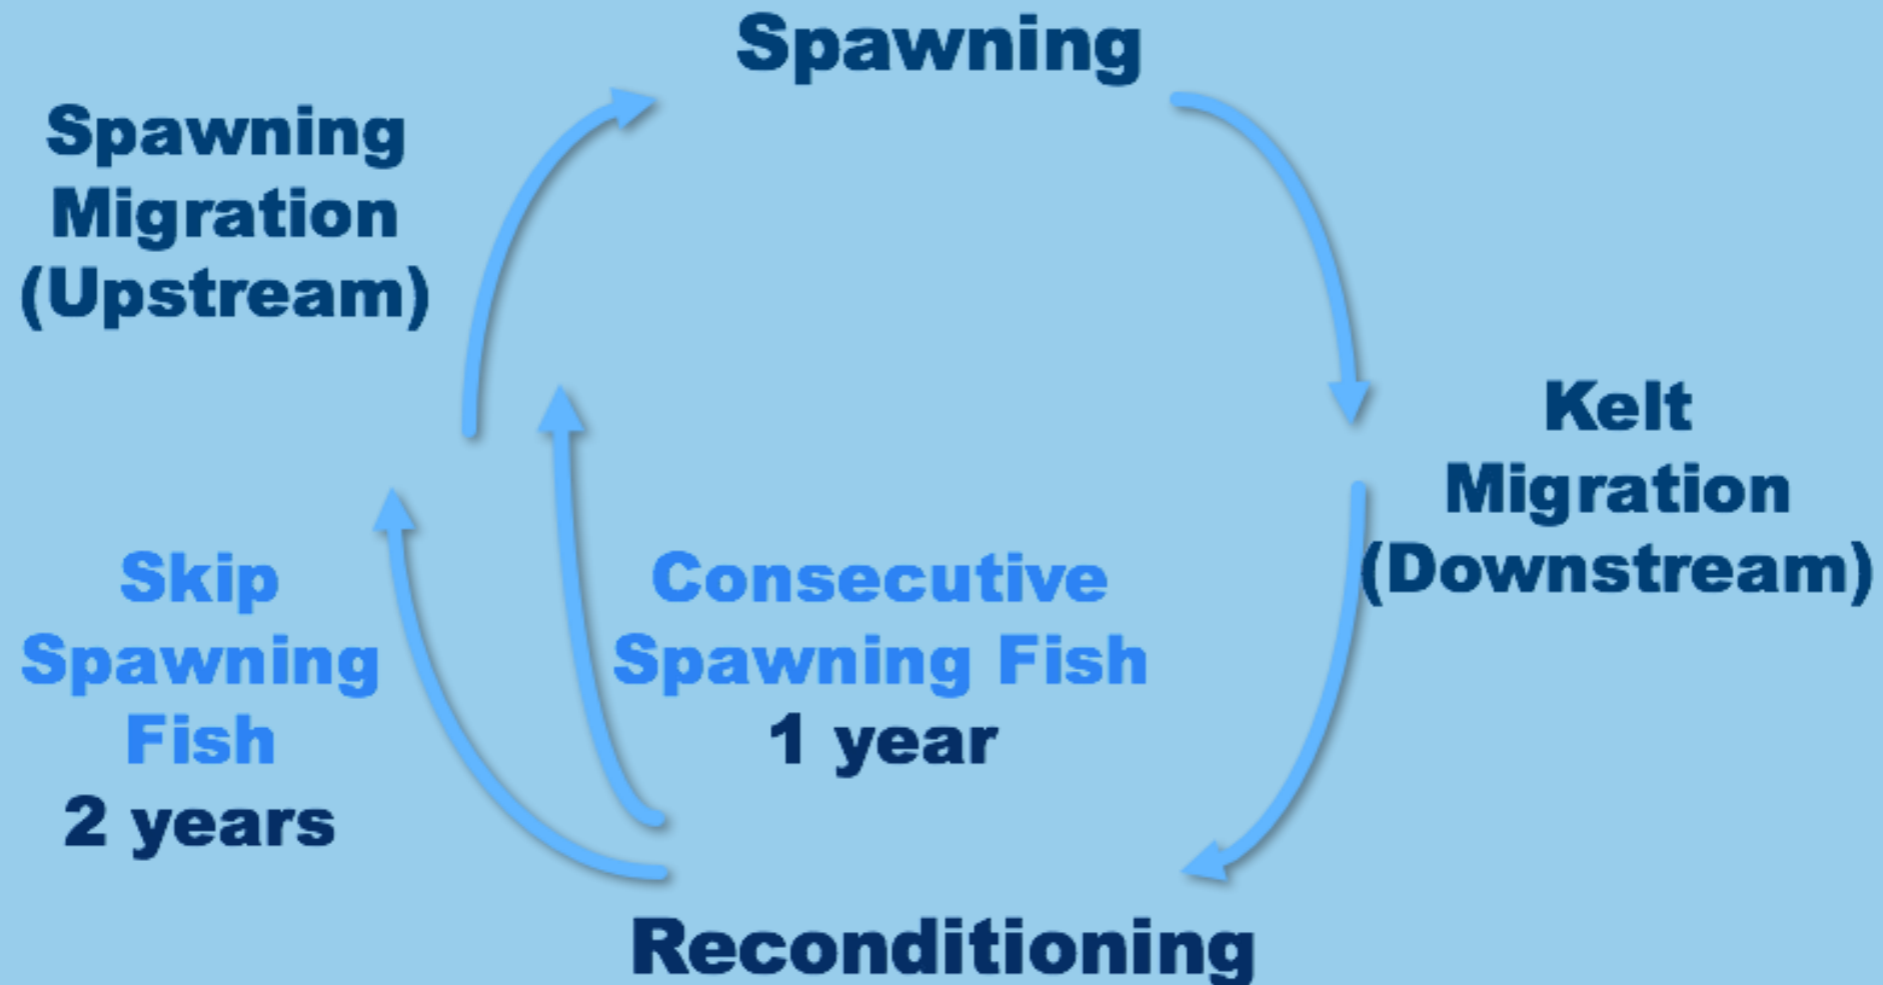 Spawning
Spawning
Migration
(Upstream)
Kelt
Migration
(Downstream)
Skip
Spawning
Fish
2 years
Consecutive
Spawning Fish
1 year
Reconditioning